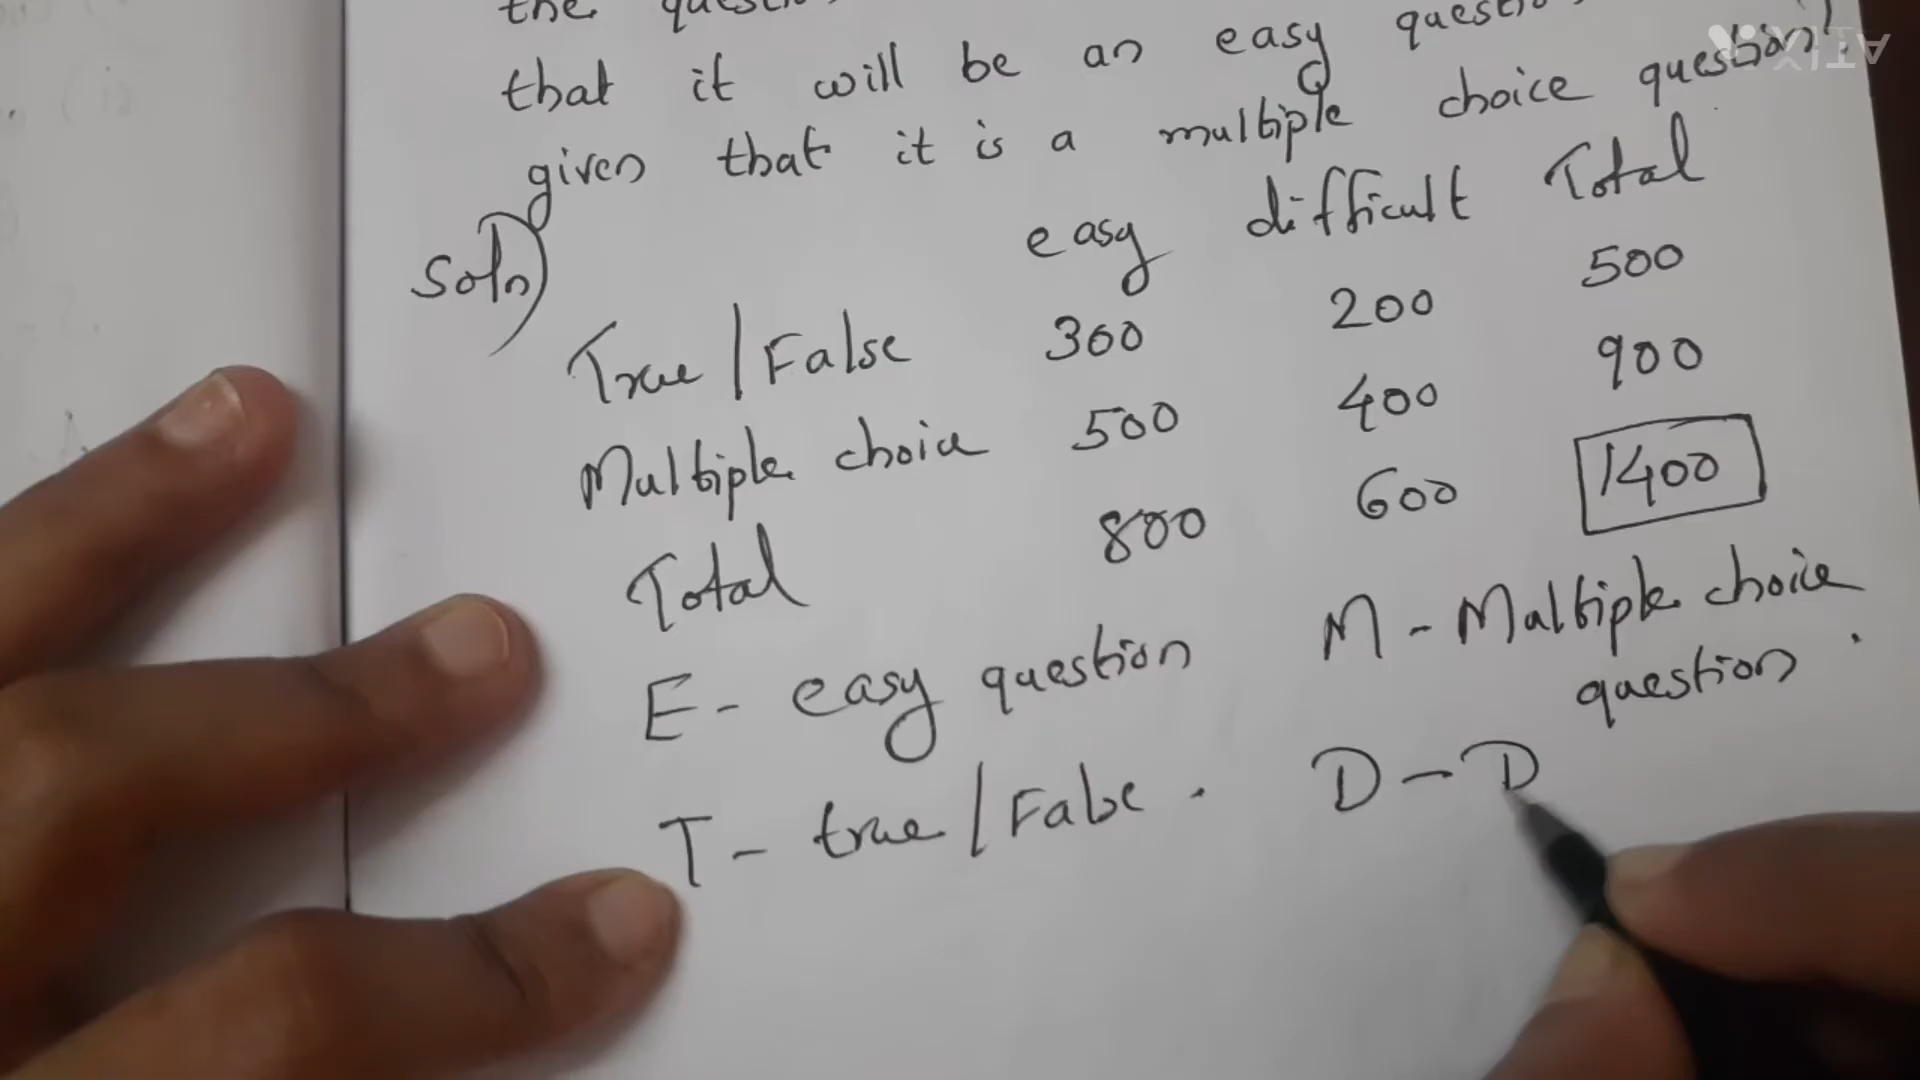 the
that it will be an easy
given that it is a multiple choice question?
Soln)
easy difficult Total
True/False 300 200 500
Multiple choice 500 400 900
Total 800 600 1400
E- easy question M- Multiple choice question.
T- true/False. D- D